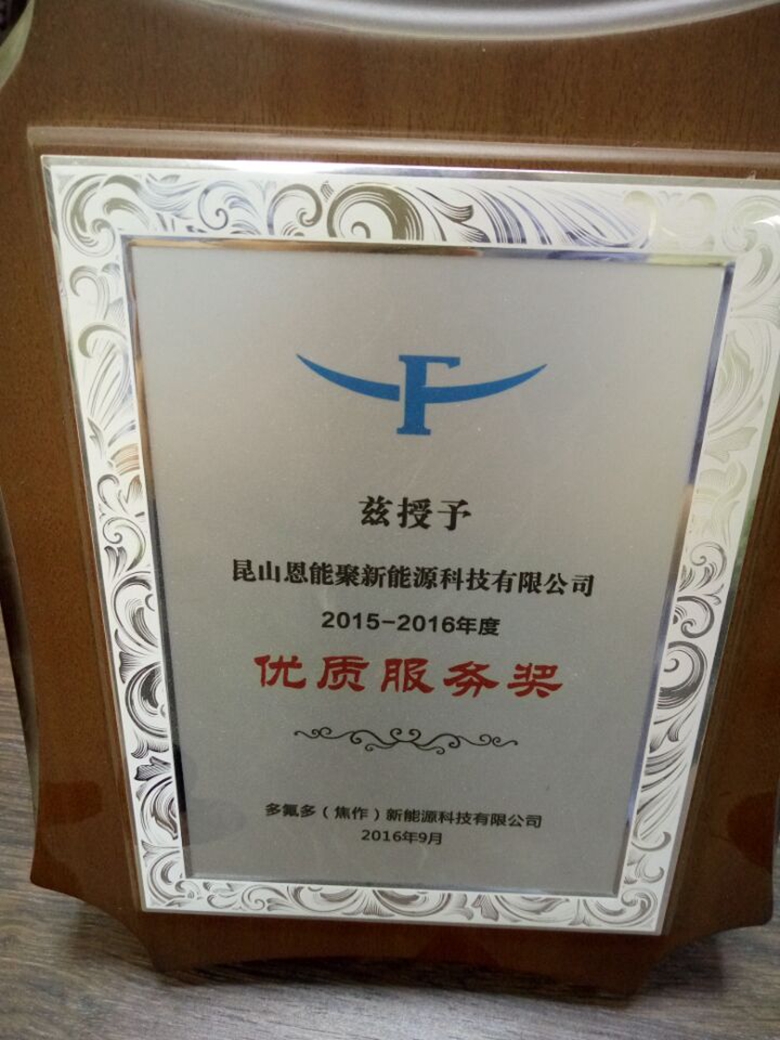 兹授予
昆山恩能聚新能源科技有限公司
2015-2016年度
优质服务奖
多氟多（焦作）新能源科技有限公司
2016年9月